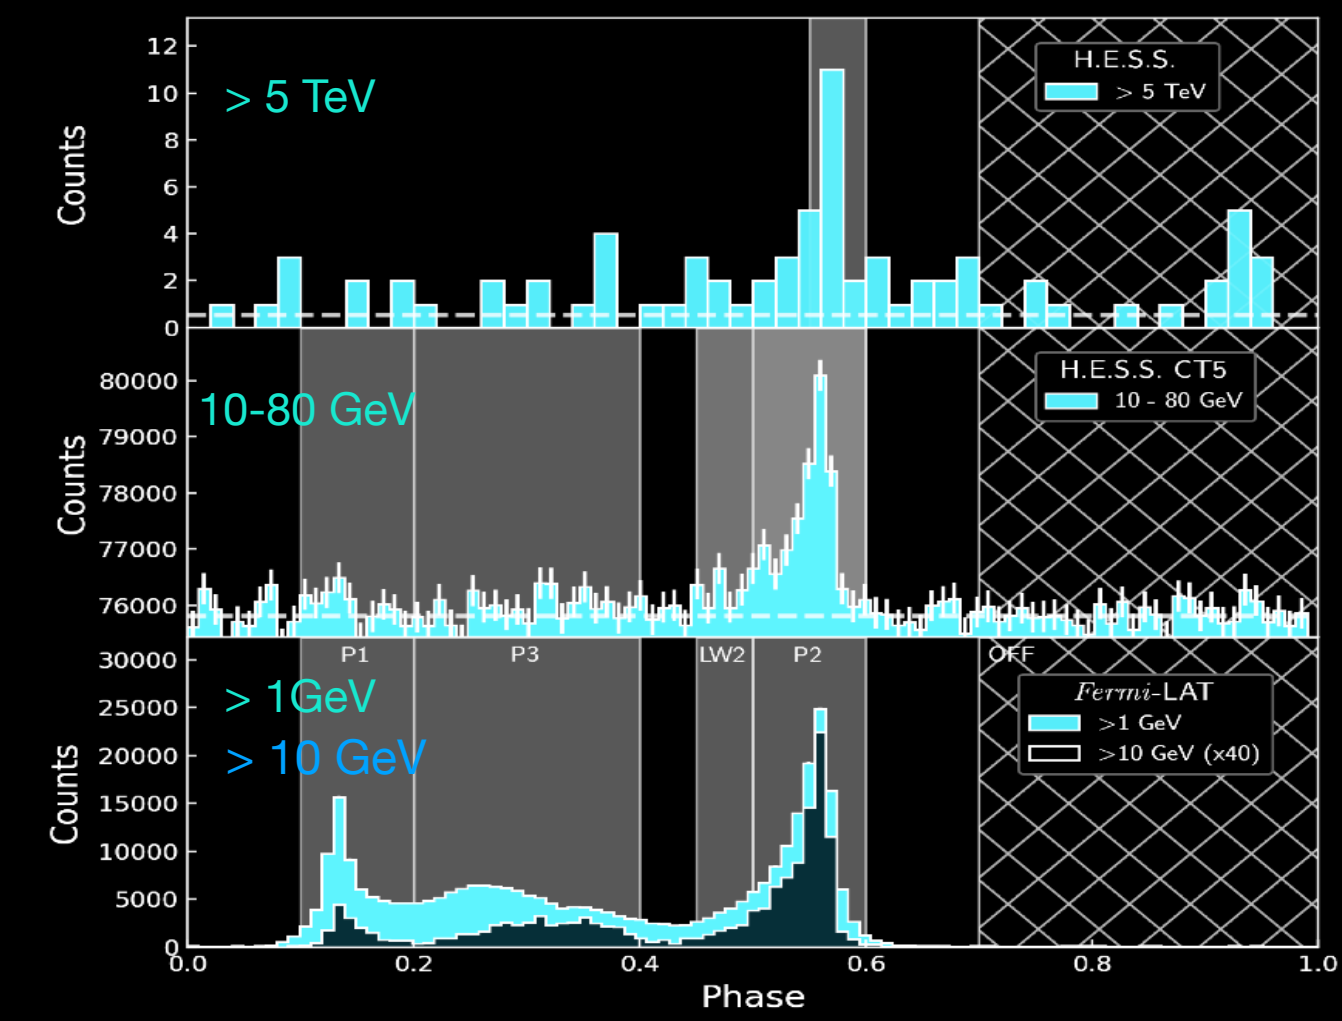 12
10
8
6
4
2
0
Counts
> 5 TeV
H.E.S.S.
> 5 TeV
80000
79000
78000
77000
76000
Counts
10-80 GeV
H.E.S.S. CT5
10 - 80 GeV
P1 P3 LW2 P2 OFF
30000
25000
20000
15000
10000
5000
0
Counts
> 1GeV
> 10 GeV
Fermi-LAT
>1 GeV
>10 GeV (x40)
0.0 0.2 0.4 0.6 0.8 1.0
Phase